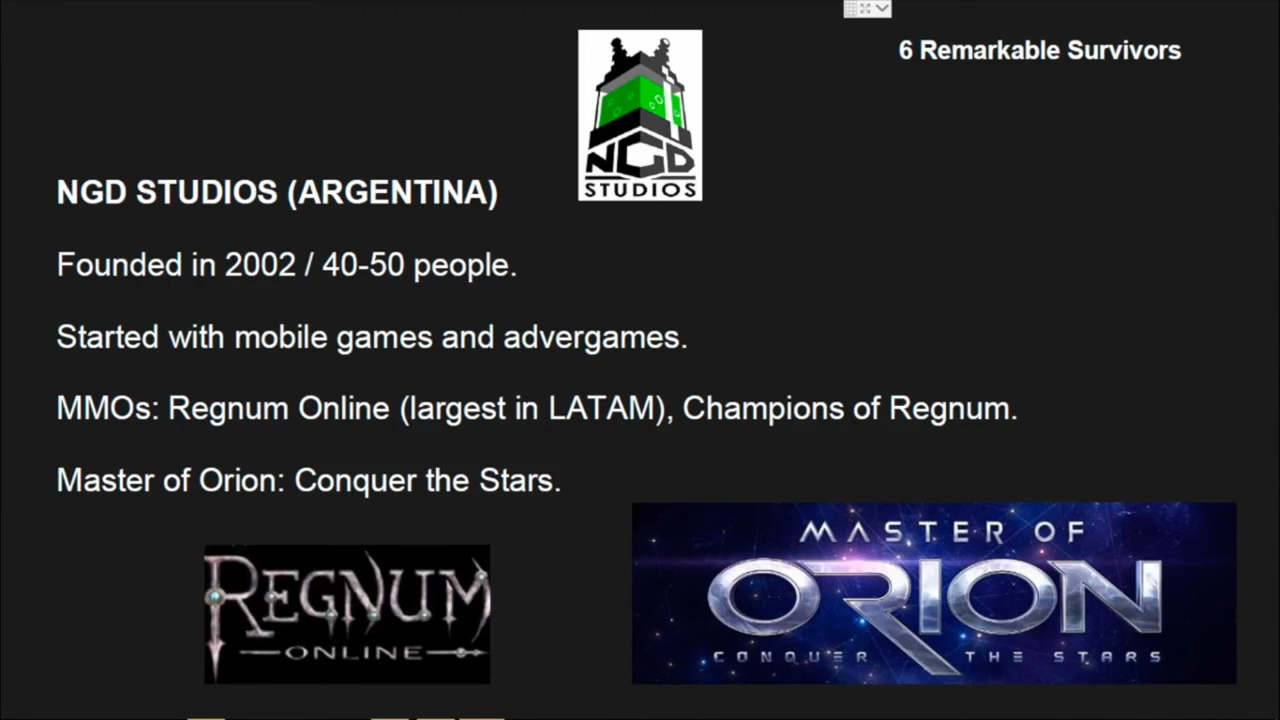 6 Remarkable Survivors
NGD
STUDIOS
NGD STUDIOS (ARGENTINA)
Founded in 2002 / 40-50 people.
Started with mobile games and advergames.
MMOs: Regnum Online (largest in LATAM), Champions of Regnum.
Master of Orion: Conquer the Stars.
REGNUM
ONLINE
MASTER OF
ORION
CONQUER THE STARS